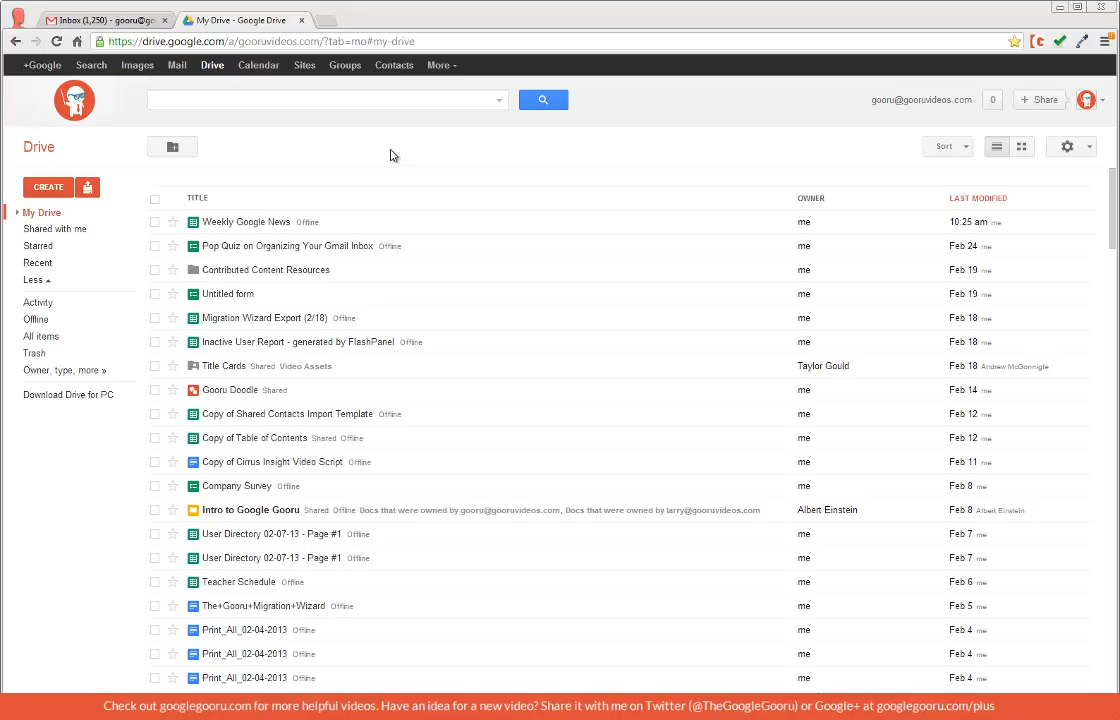 Inbox (1,250) - gooru@go
My Drive - Google Drive
https://drive.google.com/a/gooruvideos.com/?tab=mo#my-drive
+Google Search Images Mail Drive Calendar Sites Groups Contacts More
gooru@gooruvideos.com 0 + Share
Drive
Sort
CREATE
My Drive
Shared with me
Starred
Recent
Less
Activity
Offline
All items
Trash
Owner, type, more »
Download Drive for PC
TITLE OWNER LAST MODIFIED
Weekly Google News Offline me 10:25 am me
Pop Quiz on Organizing Your Gmail Inbox Offline me Feb 24 me
Contributed Content Resources me Feb 19 me
Untitled form me Feb 19 me
Migration Wizard Export (2/18) Offline me Feb 18 me
Inactive User Report - generated by FlashPanel Offline me Feb 18 me
Title Cards Shared Video Assets Taylor Gould Feb 18 Andrew McGonnigle
Gooru Doodle Shared me Feb 14 me
Copy of Shared Contacts Import Template Offline me Feb 12 me
Copy of Table of Contents Shared Offline me Feb 12 me
Copy of Cirrus Insight Video Script Offline me Feb 11 me
Company Survey Offline me Feb 8 me
Intro to Google Gooru Shared Offline Docs that were owned by gooru@gooruvideos.com, Docs that were owned by larry@gooruvideos.com Albert Einstein Feb 8 Albert Einstein
User Directory 02-07-13 - Page #1 Offline me Feb 7 me
User Directory 02-07-13 - Page #1 Offline me Feb 7 me
Teacher Schedule Offline me Feb 6 me
The+Gooru+Migration+Wizard Offline me Feb 5 me
Print_All_02-04-2013 Offline me Feb 4 me
Print_All_02-04-2013 Offline me Feb 4 me
Print_All_02-04-2013 Offline me Feb 4 me
Check out googlegooru.com for more helpful videos. Have an idea for a new video? Share it with me on Twitter (@TheGoogleGooru) or Google+ at googlegooru.com/plus